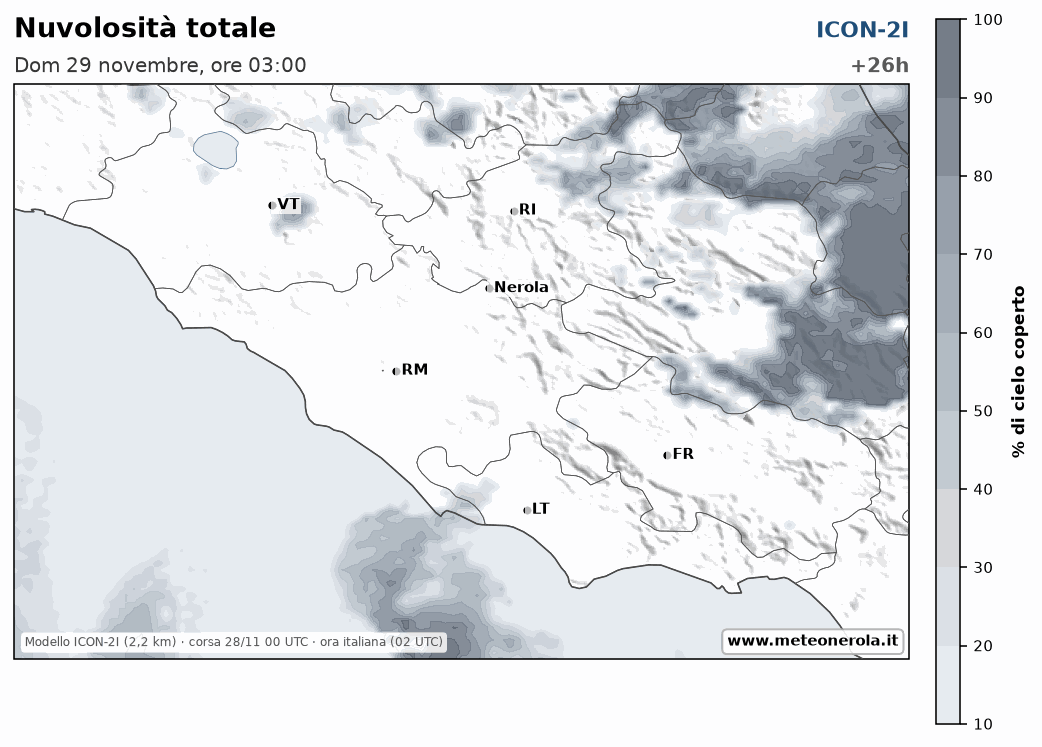 Nuvolosità totale
ICON-2I
Dom 29 novembre, ore 03:00
+26h
VT
RI
Nerola
RM
FR
LT
Modello ICON-2I (2,2 km) · corsa 28/11 00 UTC · ora italiana (02 UTC)
www.meteonerola.it
100
90
80
70
60
50
40
30
20
10
% di cielo coperto